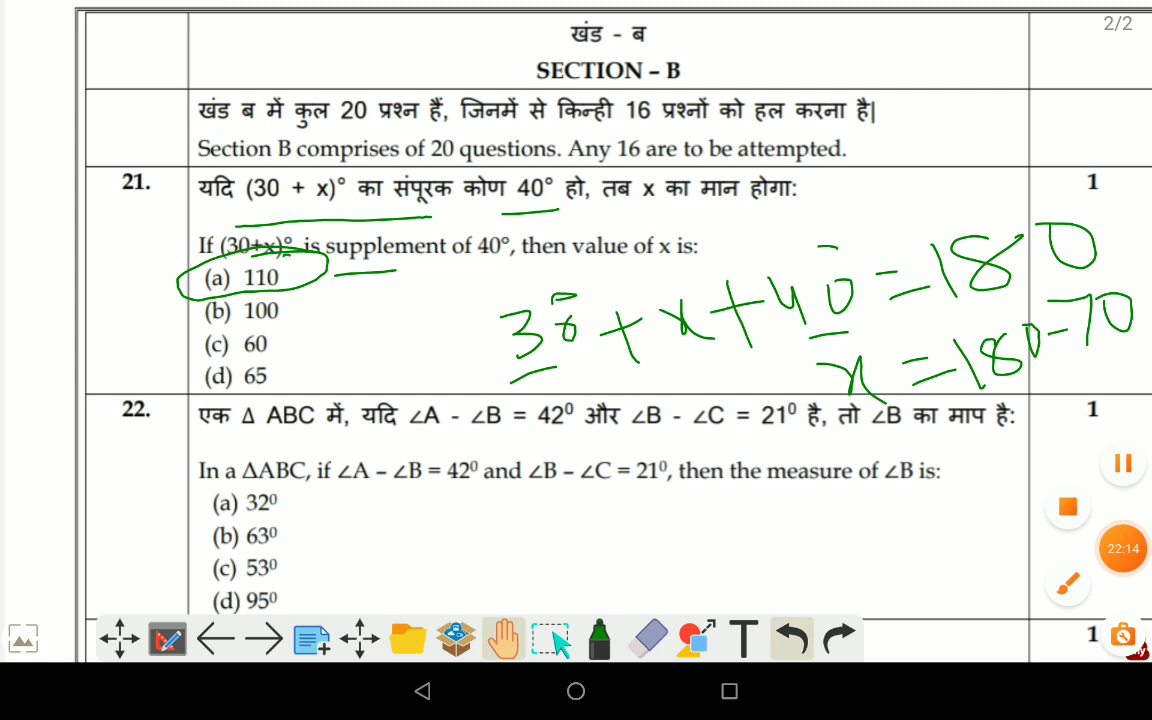 2/2
खंड - ब
SECTION – B
खंड ब में कुल 20 प्रश्न हैं, जिनमें से किन्ही 16 प्रश्नों को हल करना है|
Section B comprises of 20 questions. Any 16 are to be attempted.
21. यदि (30 + x)° का संपूरक कोण 40° हो, तब x का मान होगा: 1
If (30+x)° is supplement of 40°, then value of x is:
(a) 110
(b) 100
(c) 60
(d) 65
30 + x + 40 = 180
x = 180 - 70
22. एक Δ ABC में, यदि ∠A - ∠B = 42⁰ और ∠B - ∠C = 21⁰ है, तो ∠B का माप है: 1
In a ΔABC, if ∠A – ∠B = 42⁰ and ∠B – ∠C = 21⁰, then the measure of ∠B is:
(a) 32⁰
(b) 63⁰
(c) 53⁰
(d) 95⁰
22:14
T
1